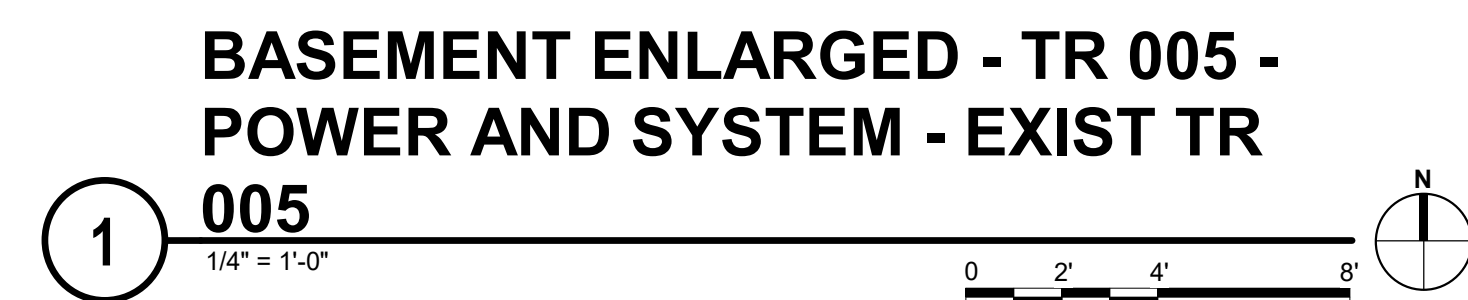 BASEMENT ENLARGED - TR 005 -
POWER AND SYSTEM - EXIST TR
005
1
1/4" = 1'-0"
0 2' 4' 8'
N